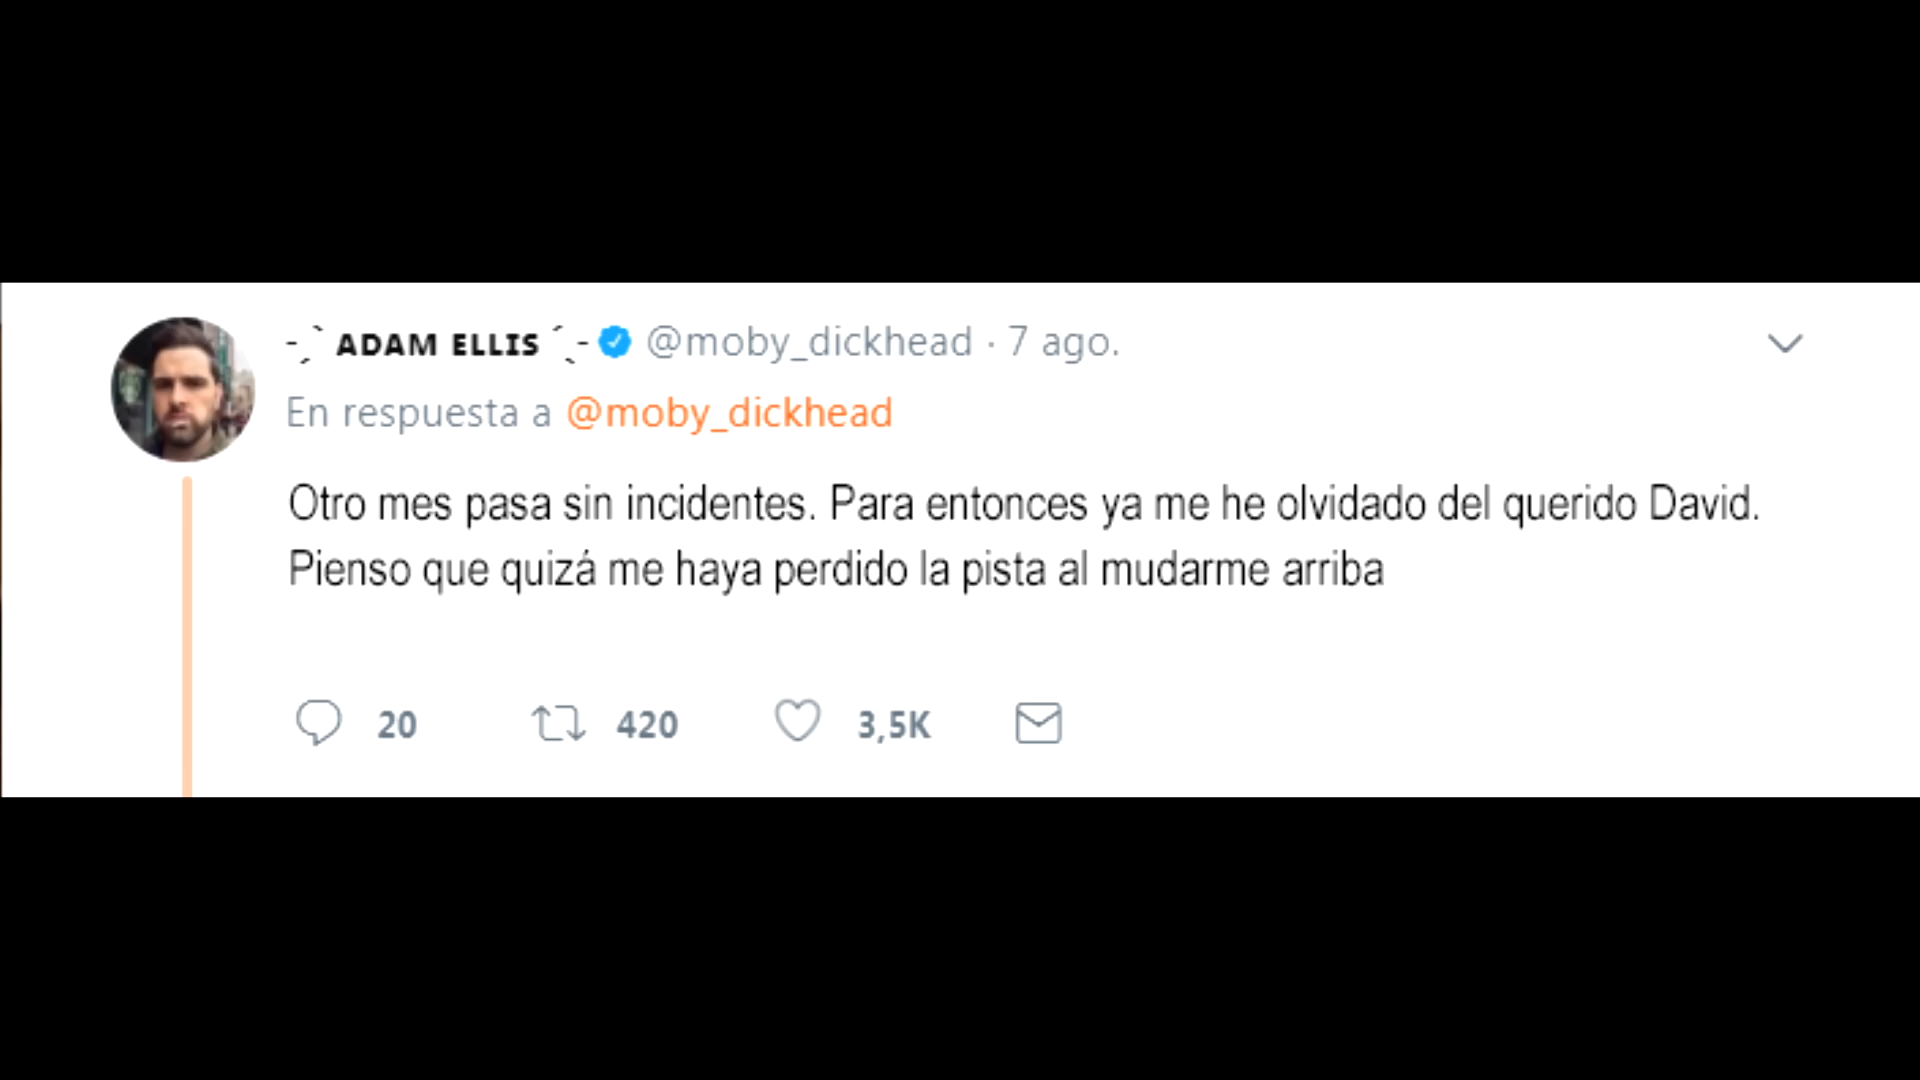 -ˏ` ADAM ELLIS ´ˎ- @moby_dickhead · 7 ago.
En respuesta a @moby_dickhead
Otro mes pasa sin incidentes. Para entonces ya me he olvidado del querido David.
Pienso que quizá me haya perdido la pista al mudarme arriba
20 420 3,5K